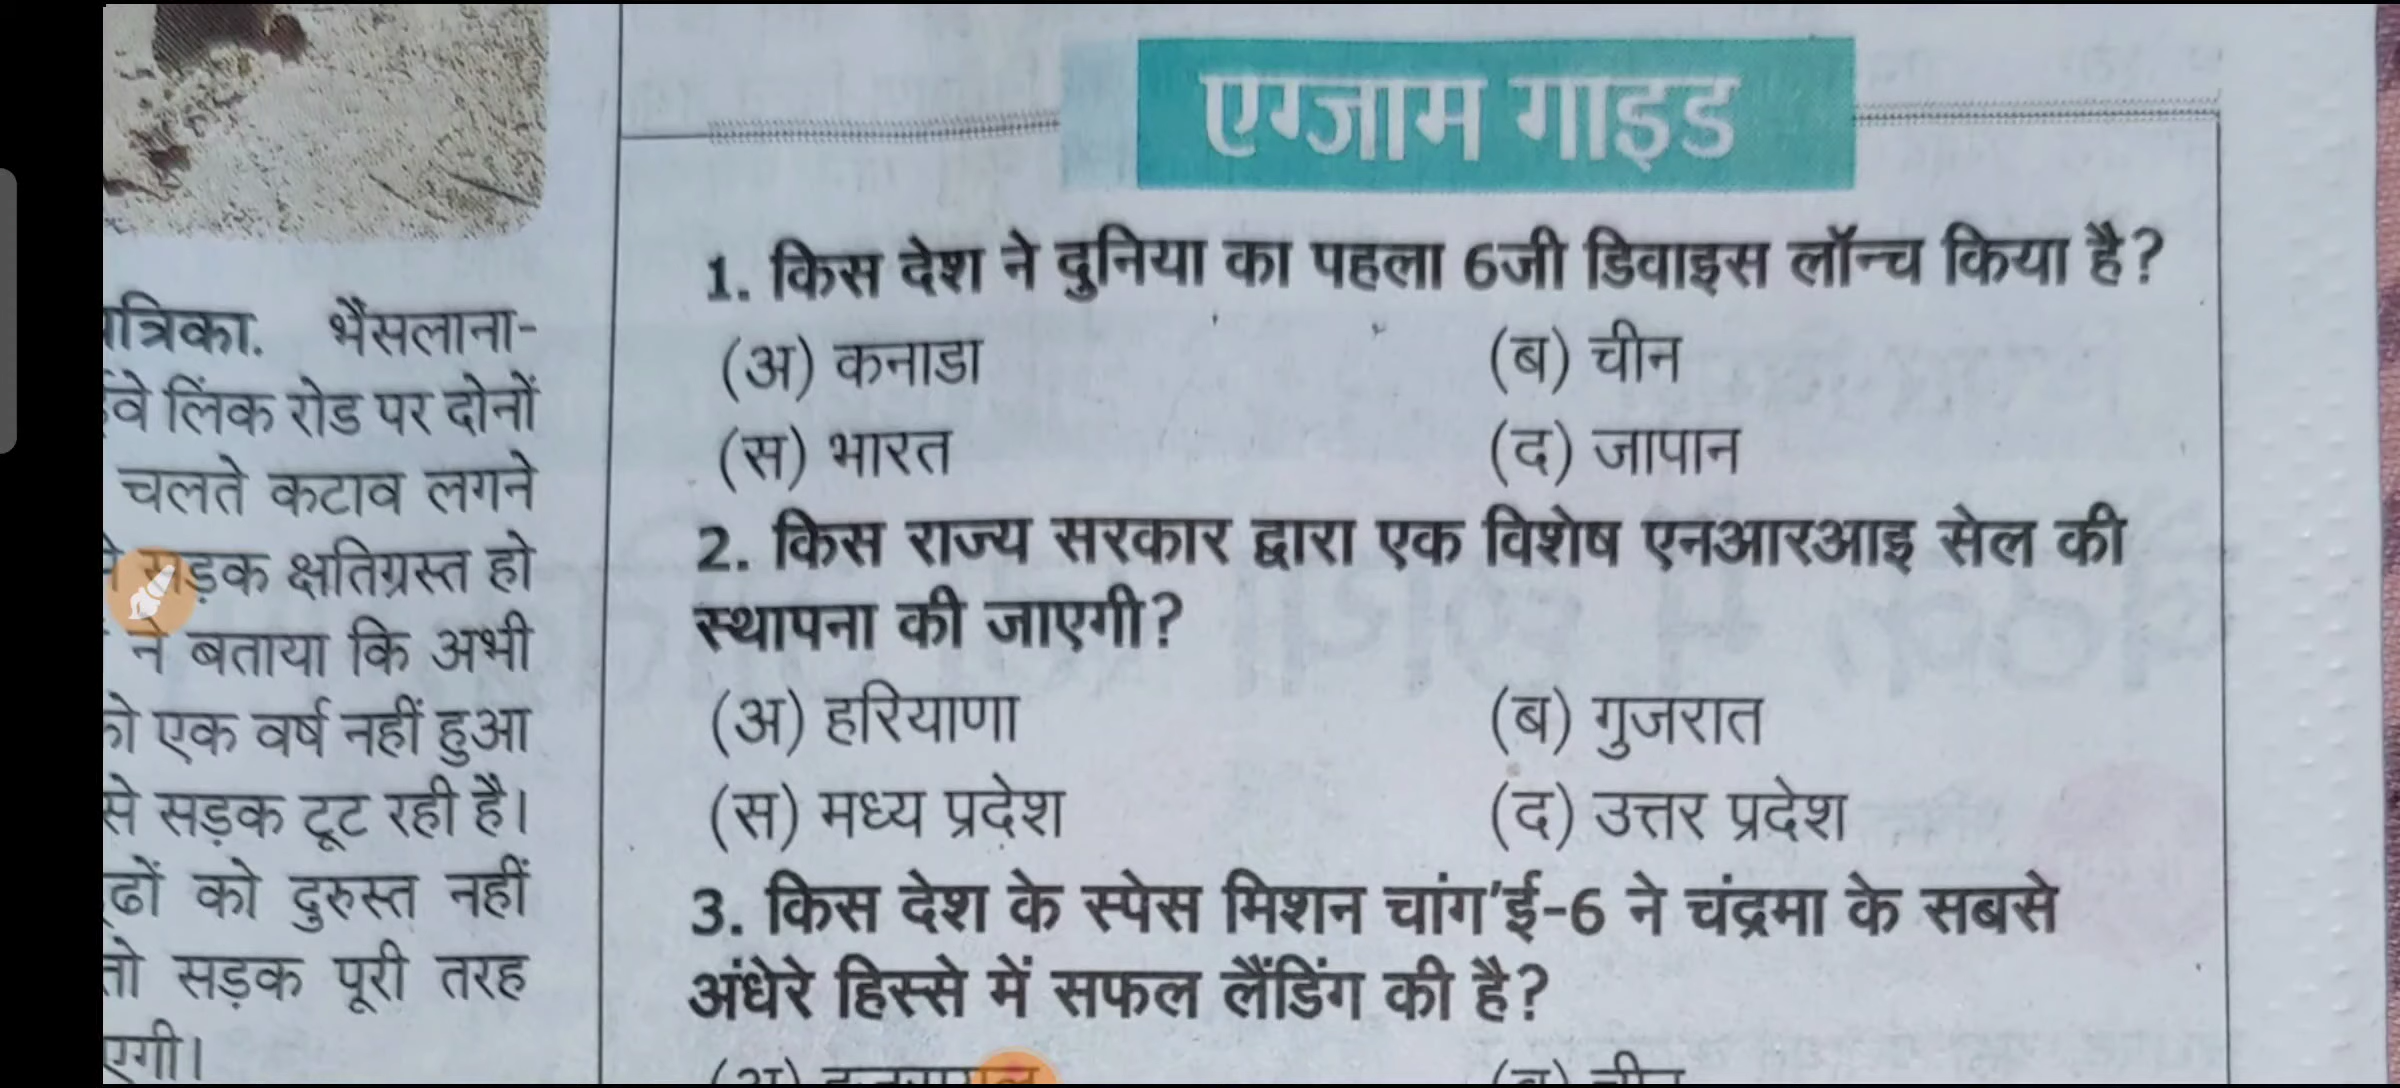 एग्जाम गाइड
पत्रिका. भैंसलाना-
लिंक रोड पर दोनों
चलते कटाव लगने
सड़क क्षतिग्रस्त हो
ने बताया कि अभी
एक वर्ष नहीं हुआ
से सड़क टूट रही है।
को दुरुस्त नहीं
तो सड़क पूरी तरह
1. किस देश ने दुनिया का पहला 6जी डिवाइस लॉन्च किया है?
(अ) कनाडा (ब) चीन
(स) भारत (द) जापान
2. किस राज्य सरकार द्वारा एक विशेष एनआरआइ सेल की
स्थापना की जाएगी?
(अ) हरियाणा (ब) गुजरात
(स) मध्य प्रदेश (द) उत्तर प्रदेश
3. किस देश के स्पेस मिशन चांग'ई-6 ने चंद्रमा के सबसे
अंधेरे हिस्से में सफल लैंडिंग की है?